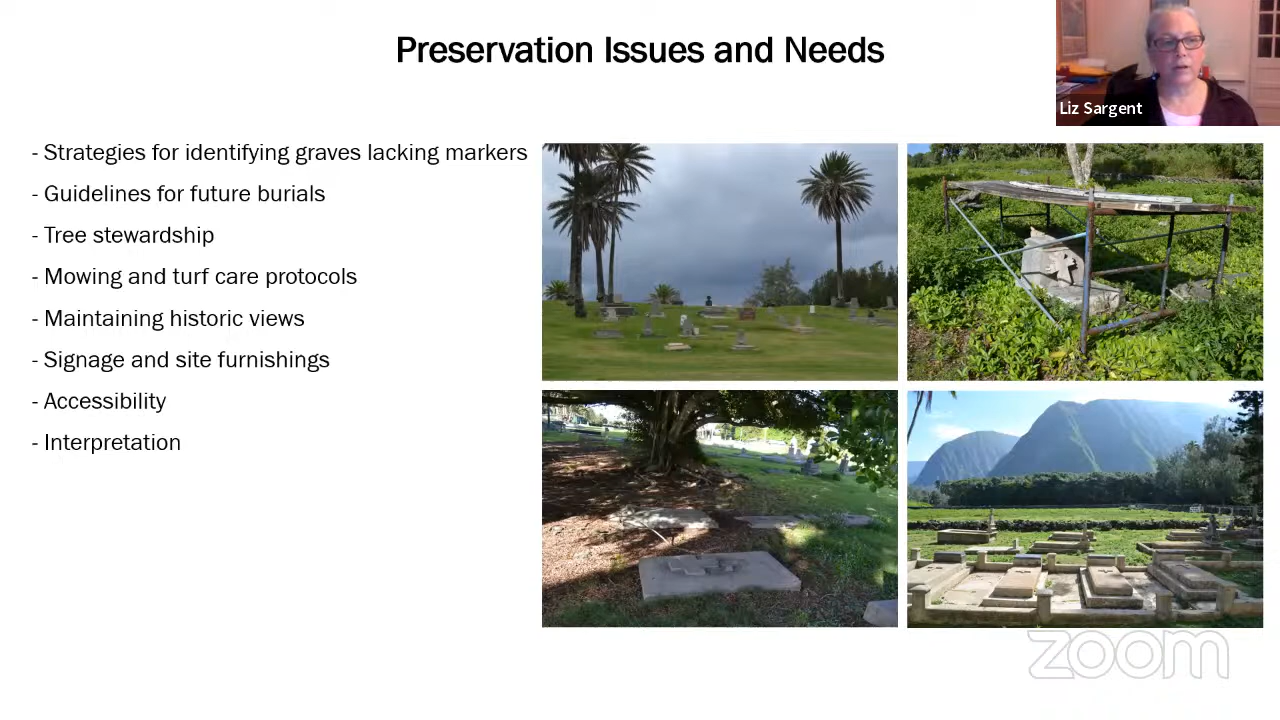 Preservation Issues and Needs
Liz Sargent
- Strategies for identifying graves lacking markers
- Guidelines for future burials
- Tree stewardship
- Mowing and turf care protocols
- Maintaining historic views
- Signage and site furnishings
- Accessibility
- Interpretation
zoom